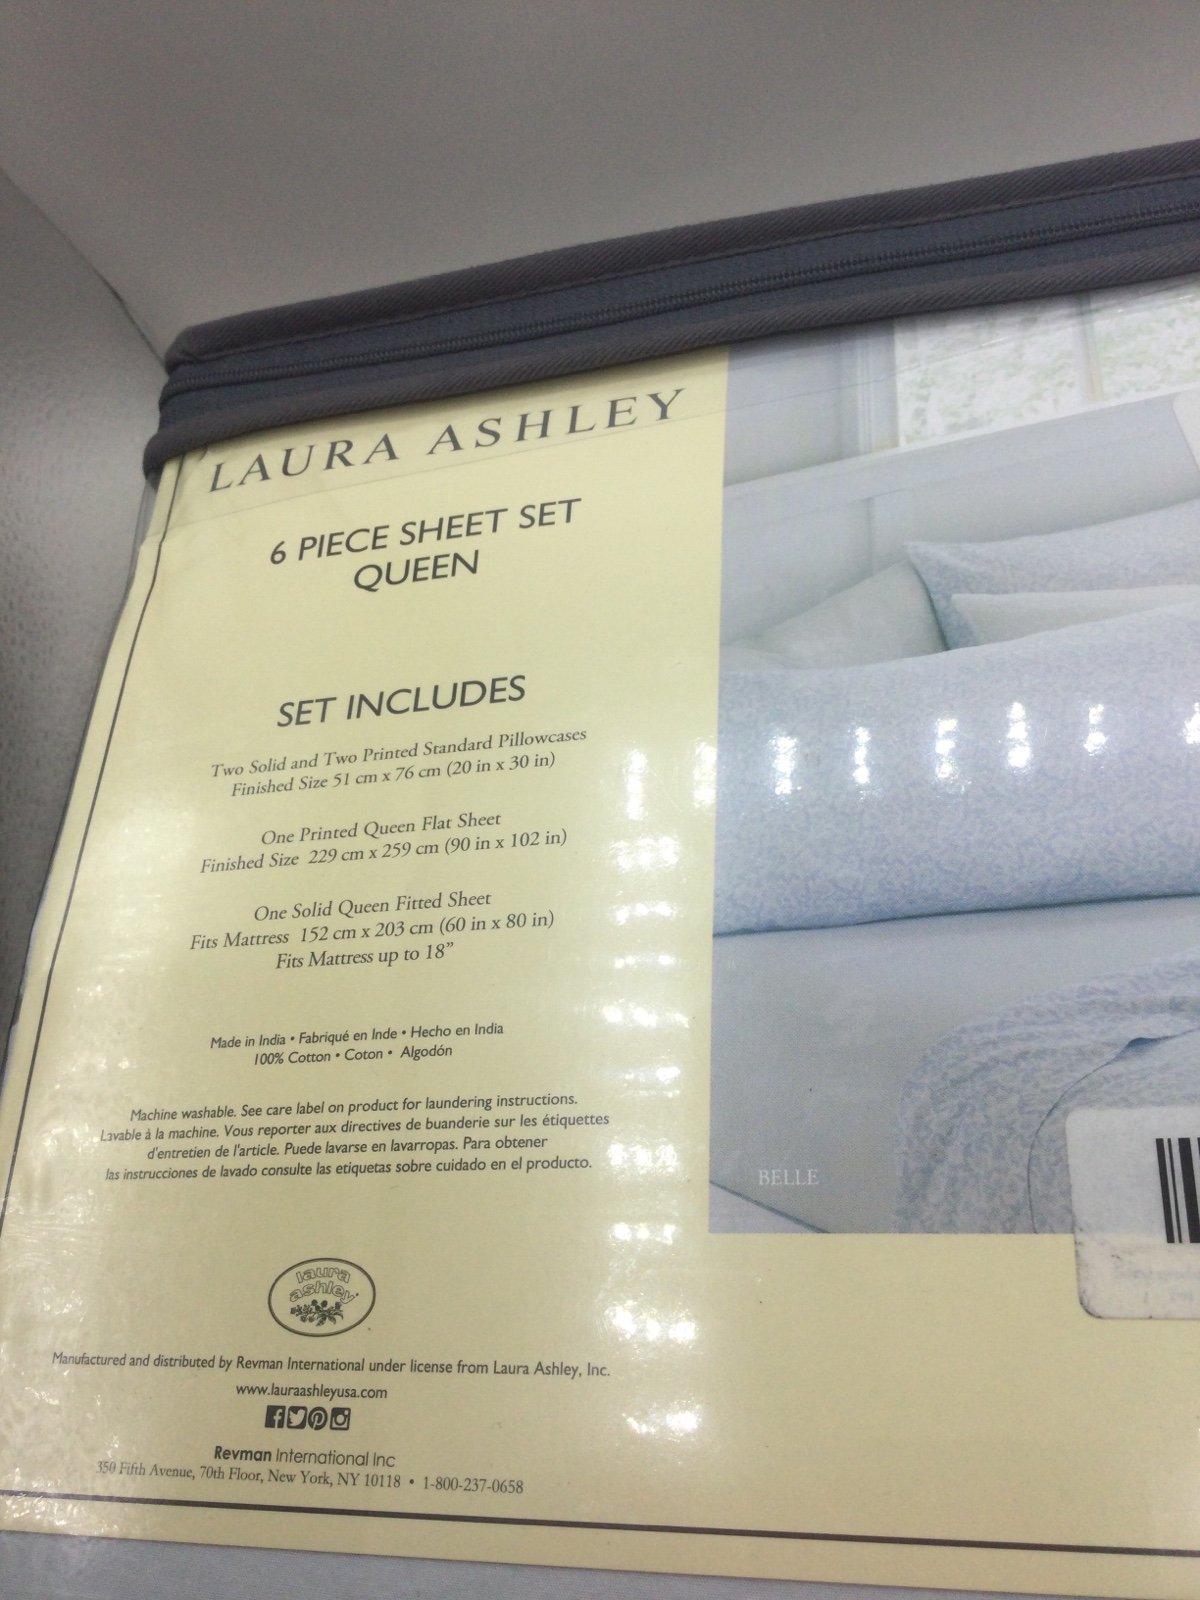 LAURA ASHLEY
6 PIECE SHEET SET
QUEEN
SET INCLUDES
Two Solid and Two Printed Standard Pillowcases
Finished Size 51 cm x 76 cm (20 in x 30 in)
One Printed Queen Flat Sheet
Finished Size 229 cm x 259 cm (90 in x 102 in)
One Solid Queen Fitted Sheet
Fits Mattress 152 cm x 203 cm (60 in x 80 in)
Fits Mattress up to 18"
Made in India • Fabriqué en Inde • Hecho en India
100% Cotton • Coton • Algodón
Machine washable. See care label on product for laundering instructions.
Lavable à la machine. Vous reporter aux directives de buanderie sur les étiquettes
d'entretien de l'article. Puede lavarse en lavarropas. Para obtener
las instrucciones de lavado consulte las etiquetas sobre cuidado en el producto.
laura
ashley
Manufactured and distributed by Revman International under license from Laura Ashley, Inc.
www.lauraashleyusa.com
Revman International Inc
350 Fifth Avenue, 70th Floor, New York, NY 10118 • 1-800-237-0658
BELLE